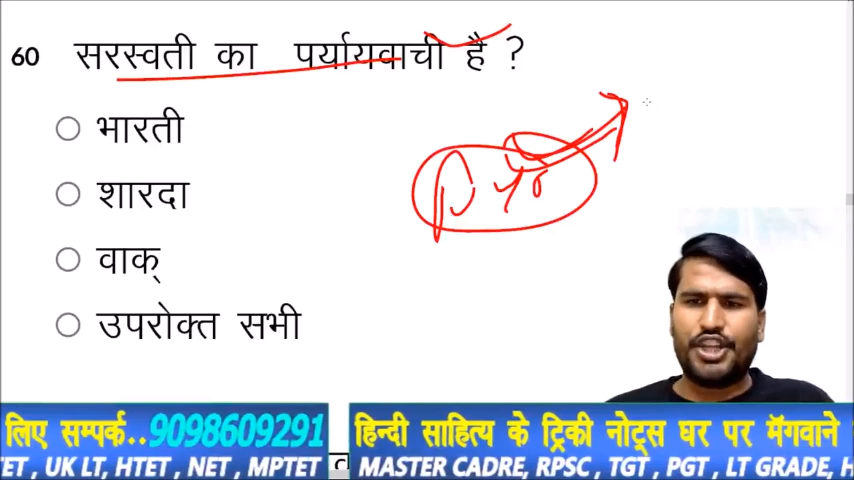 60 सरस्वती का पर्यायवाची है ?
भारती
शारदा
वाक्
उपरोक्त सभी
लिए सम्पर्क..9098609291
हिन्दी साहित्य के ट्रिकी नोट्स घर पर मॅगवाने
ET , UK LT, HTET , NET , MPTET
MASTER CADRE, RPSC , TGT , PGT , LT GRADE, H